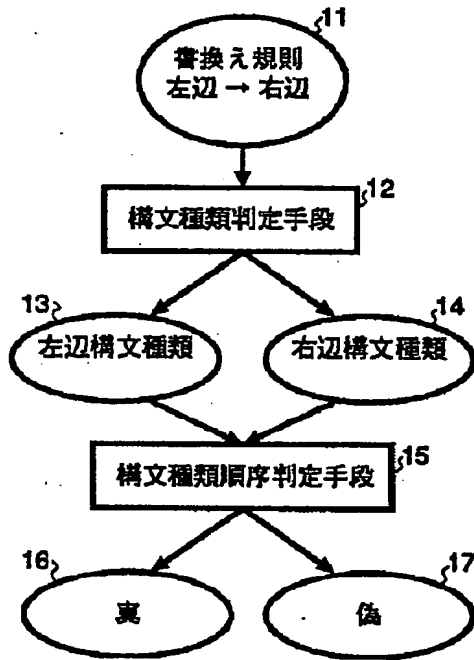 11
書換え規則
左辺 → 右辺
12
構文種類判定手段
13
左辺構文種類
14
右辺構文種類
15
構文種類順序判定手段
16
真
17
偽